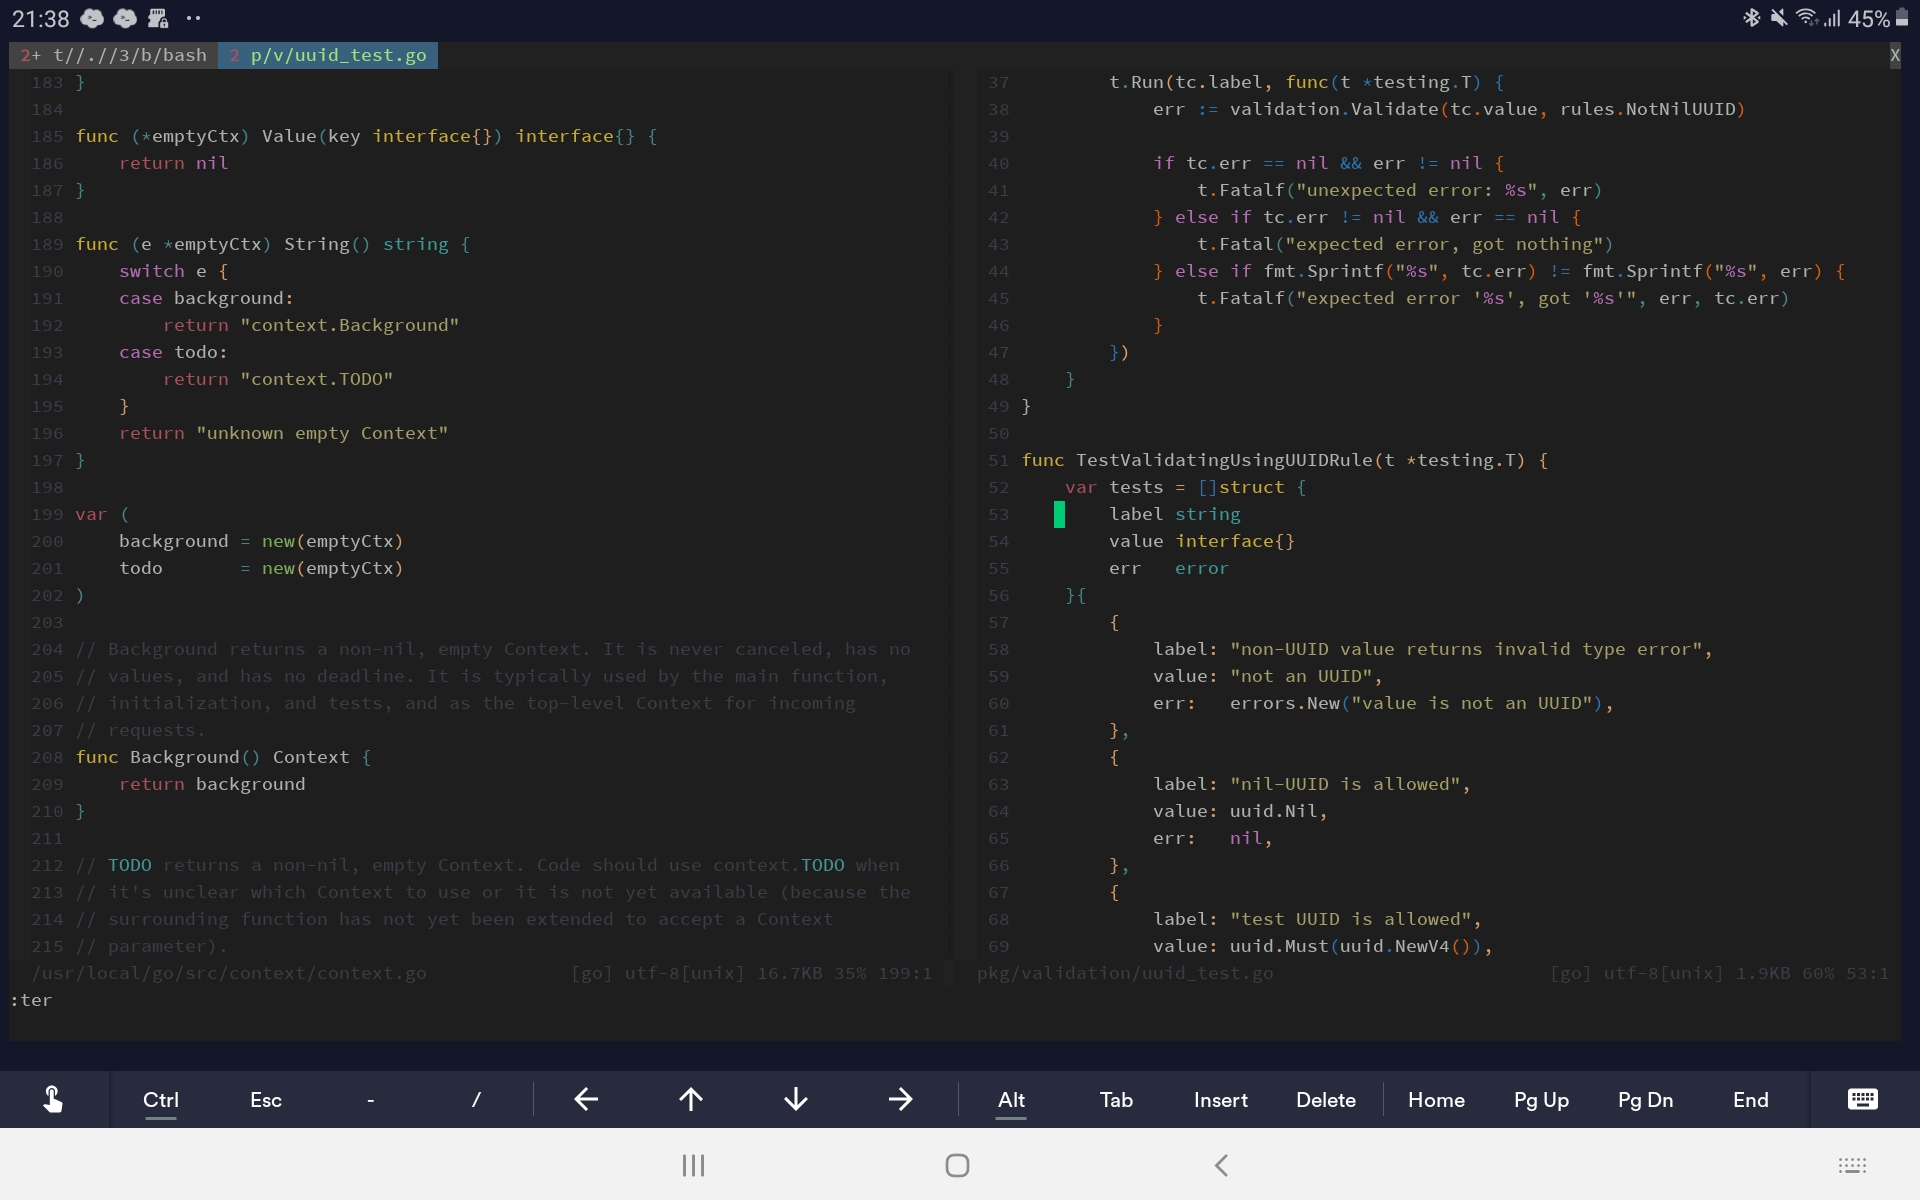 21:38
45%
2+ t//.//3/b/bash 2 p/v/uuid_test.go X
183 }
184
185 func (*emptyCtx) Value(key interface{}) interface{} {
186     return nil
187 }
188
189 func (e *emptyCtx) String() string {
190     switch e {
191     case background:
192         return "context.Background"
193     case todo:
194         return "context.TODO"
195     }
196     return "unknown empty Context"
197 }
198
199 var (
200     background = new(emptyCtx)
201     todo       = new(emptyCtx)
202 )
203
204 // Background returns a non-nil, empty Context. It is never canceled, has no
205 // values, and has no deadline. It is typically used by the main function,
206 // initialization, and tests, and as the top-level Context for incoming
207 // requests.
208 func Background() Context {
209     return background
210 }
211
212 // TODO returns a non-nil, empty Context. Code should use context.TODO when
213 // it's unclear which Context to use or it is not yet available (because the
214 // surrounding function has not yet been extended to accept a Context
215 // parameter).
/usr/local/go/src/context/context.go [go] utf-8[unix] 16.7KB 35% 199:1
37         t.Run(tc.label, func(t *testing.T) {
38             err := validation.Validate(tc.value, rules.NotNilUUID)
39
40             if tc.err == nil && err != nil {
41                 t.Fatalf("unexpected error: %s", err)
42             } else if tc.err != nil && err == nil {
43                 t.Fatal("expected error, got nothing")
44             } else if fmt.Sprintf("%s", tc.err) != fmt.Sprintf("%s", err) {
45                 t.Fatalf("expected error '%s', got '%s'", err, tc.err)
46             }
47         })
48     }
49 }
50
51 func TestValidatingUsingUUIDRule(t *testing.T) {
52     var tests = []struct {
53         label string
54         value interface{}
55         err   error
56     }{
57         {
58             label: "non-UUID value returns invalid type error",
59             value: "not an UUID",
60             err:   errors.New("value is not an UUID"),
61         },
62         {
63             label: "nil-UUID is allowed",
64             value: uuid.Nil,
65             err:   nil,
66         },
67         {
68             label: "test UUID is allowed",
69             value: uuid.Must(uuid.NewV4()),
pkg/validation/uuid_test.go [go] utf-8[unix] 1.9KB 60% 53:1
:ter
Ctrl Esc - / ← ↑ ↓ → Alt Tab Insert Delete Home Pg Up Pg Dn End